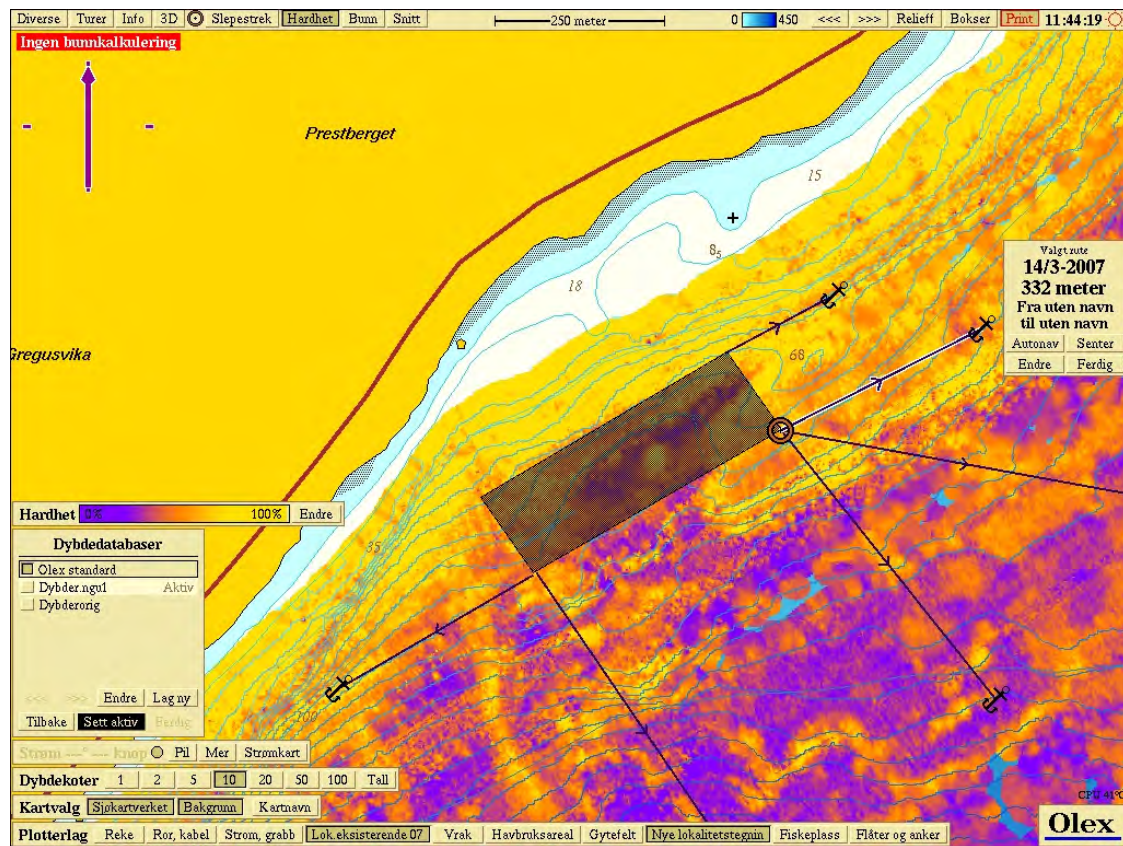 Diverse Turer Info 3D Slepestrek Hardhet Bunn Snitt 250 meter 0 450 <<< >>> Relieff Bokser Print 11:44:19
Ingen bunnkalkulering
Prestberget
15
8₅
18
Gregusvika
Valgt rute
14/3-2007
332 meter
Fra uten navn
til uten navn
Autonav Senter
Endre Ferdig
68
Hardhet 0% 100% Endre
35
Dybdedatabaser
Olex standard
Dybder.ngu1 Aktiv
Dybderorig
<<< >>> Endre Lag ny
Tilbake Sett aktiv Ferdig
100
Strøm ---° --- knop Pil Mer Strømkart
Dybdekoter 1 2 5 10 20 50 100 Tall
Kartvalg Sjøkartverket Bakgrunn Kartnavn
CPU 41°C
Olex
Plotterlag Reke Ror, kabel Strom, grabb Lok.eksisterende 07 Vrak Havbruksareal Gytefelt Nye lokalitetstegnin Fiskeplass Flåter og anker